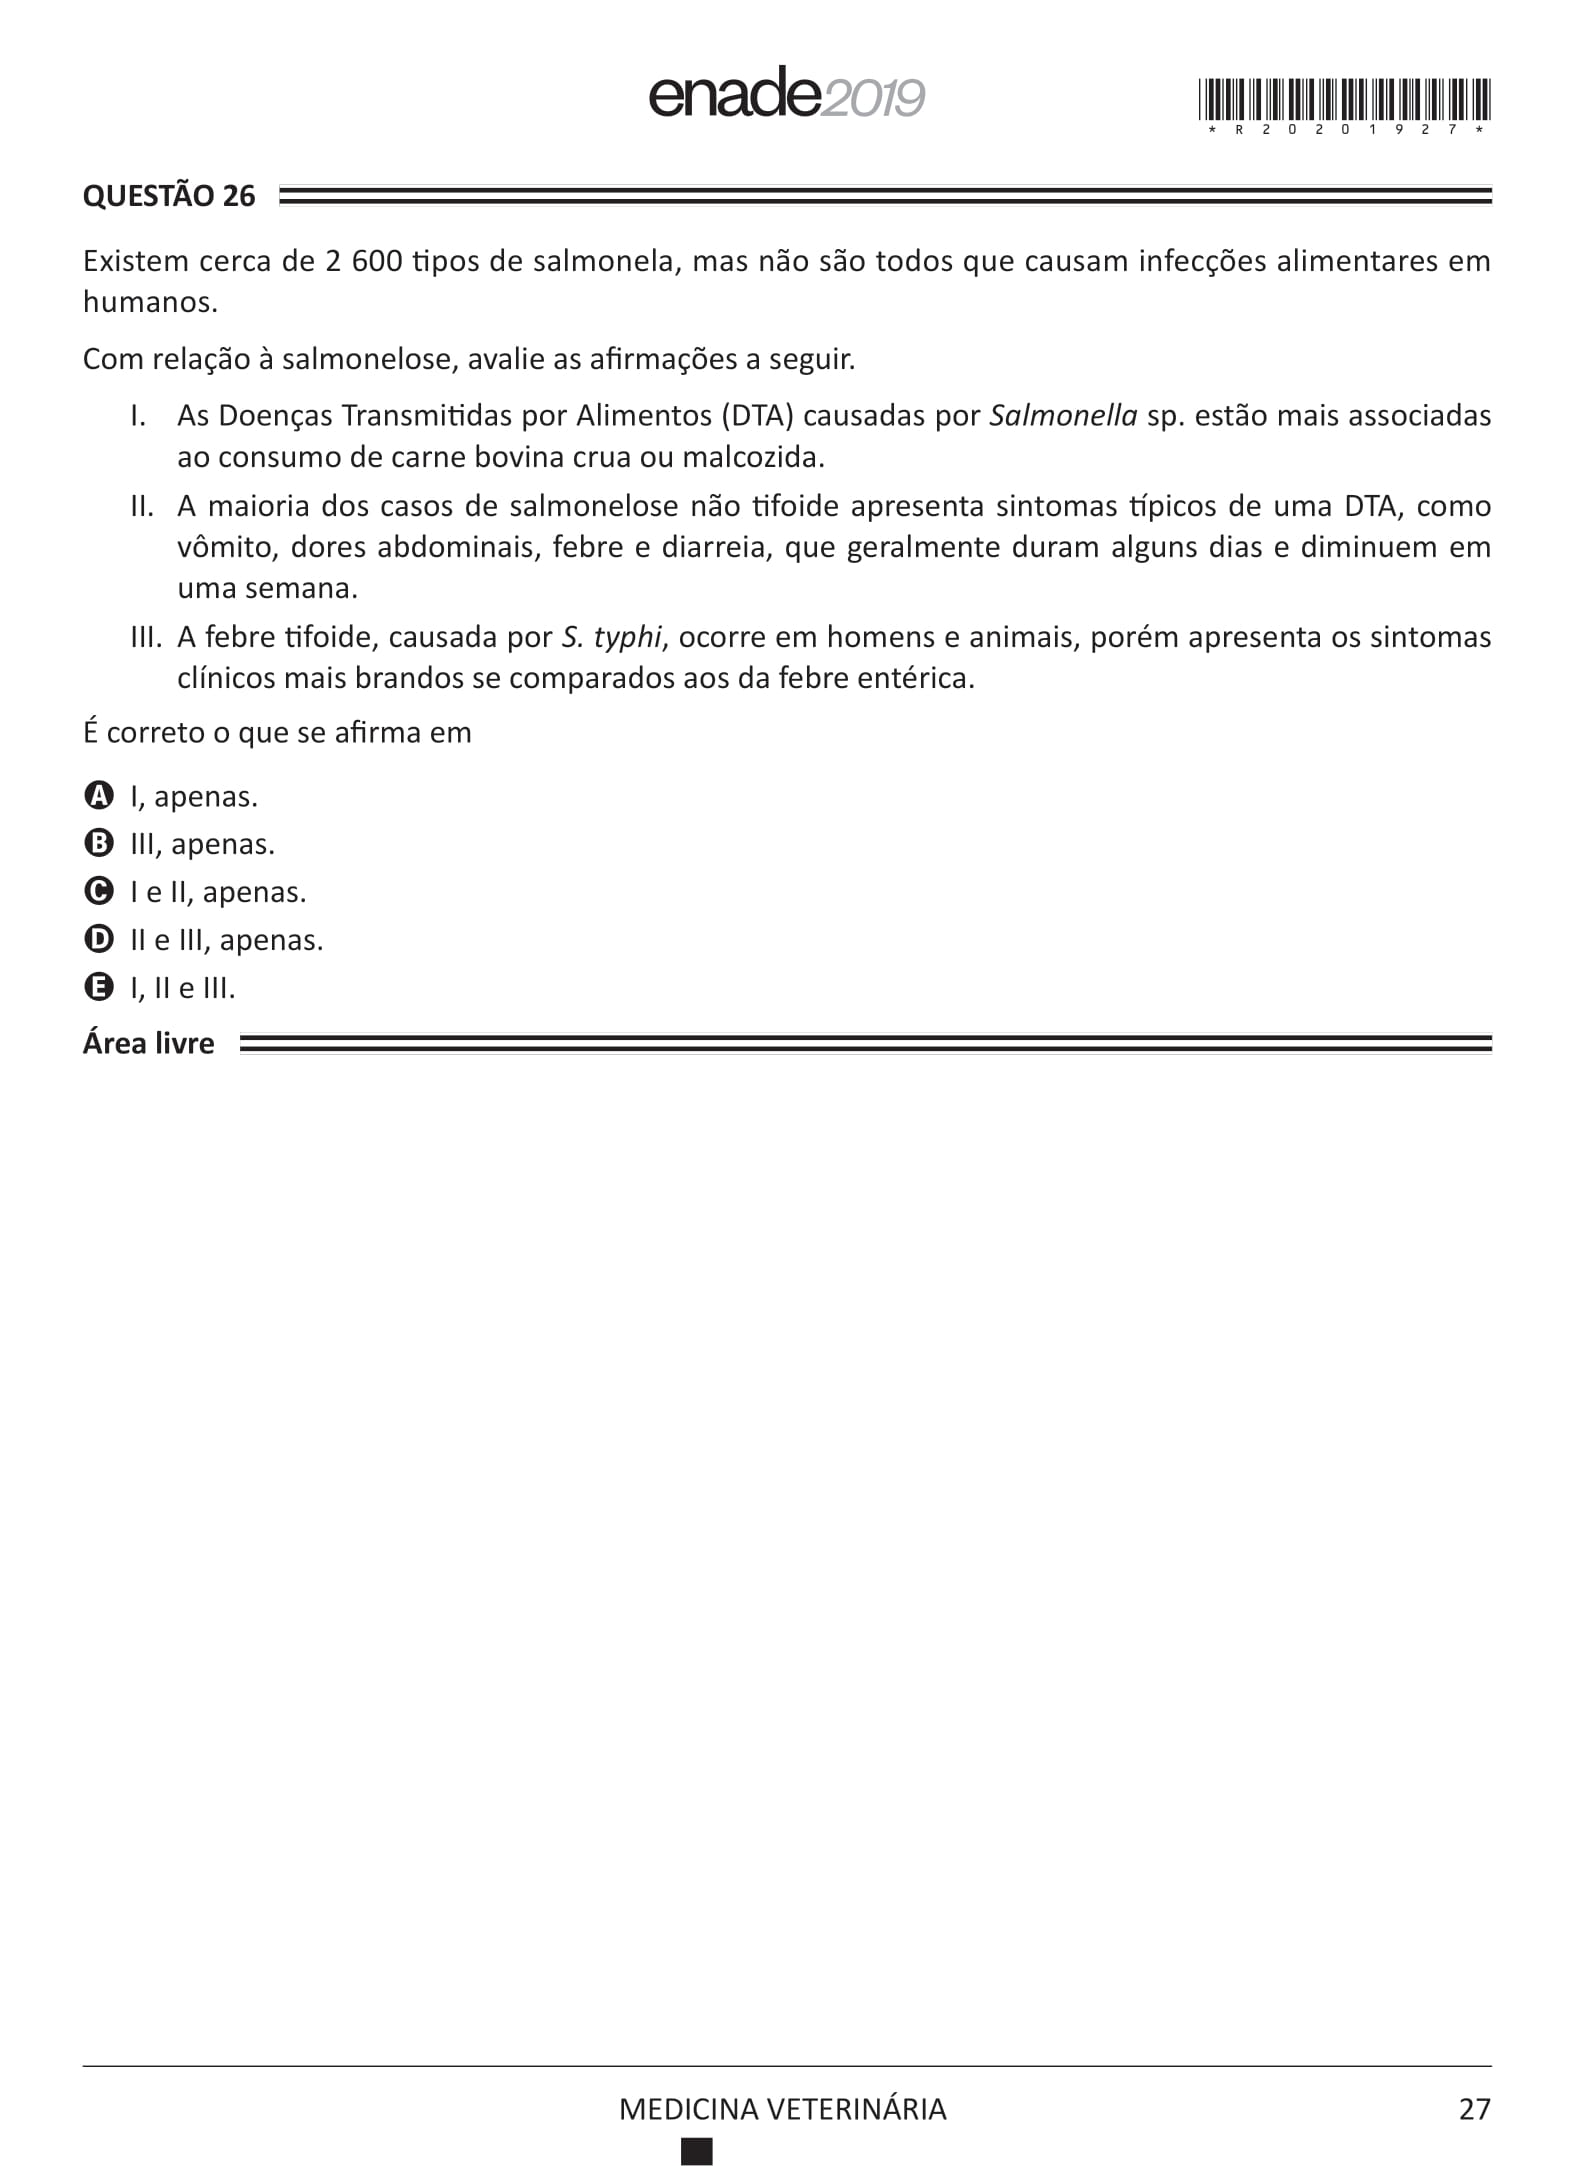 enade2019
*R20201927*
QUESTÃO 26
Existem cerca de 2 600 tipos de salmonela, mas não são todos que causam infecções alimentares em
humanos.
Com relação à salmonelose, avalie as afirmações a seguir.
I. As Doenças Transmitidas por Alimentos (DTA) causadas por Salmonella sp. estão mais associadas
ao consumo de carne bovina crua ou malcozida.
II. A maioria dos casos de salmonelose não tifoide apresenta sintomas típicos de uma DTA, como
vômito, dores abdominais, febre e diarreia, que geralmente duram alguns dias e diminuem em
uma semana.
III. A febre tifoide, causada por S. typhi, ocorre em homens e animais, porém apresenta os sintomas
clínicos mais brandos se comparados aos da febre entérica.
É correto o que se afirma em
A I, apenas.
B III, apenas.
C I e II, apenas.
D II e III, apenas.
E I, II e III.
Área livre
MEDICINA VETERINÁRIA
27